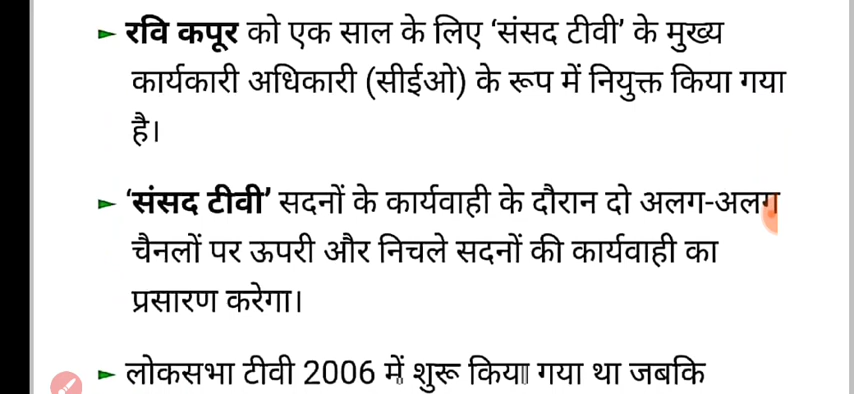 ► रवि कपूर को एक साल के लिए ‘संसद टीवी’ के मुख्य
कार्यकारी अधिकारी (सीईओ) के रूप में नियुक्त किया गया
है।
► ‘संसद टीवी’ सदनों के कार्यवाही के दौरान दो अलग-अलग
चैनलों पर ऊपरी और निचले सदनों की कार्यवाही का
प्रसारण करेगा।
► लोकसभा टीवी 2006 में शुरू किया गया था जबकि